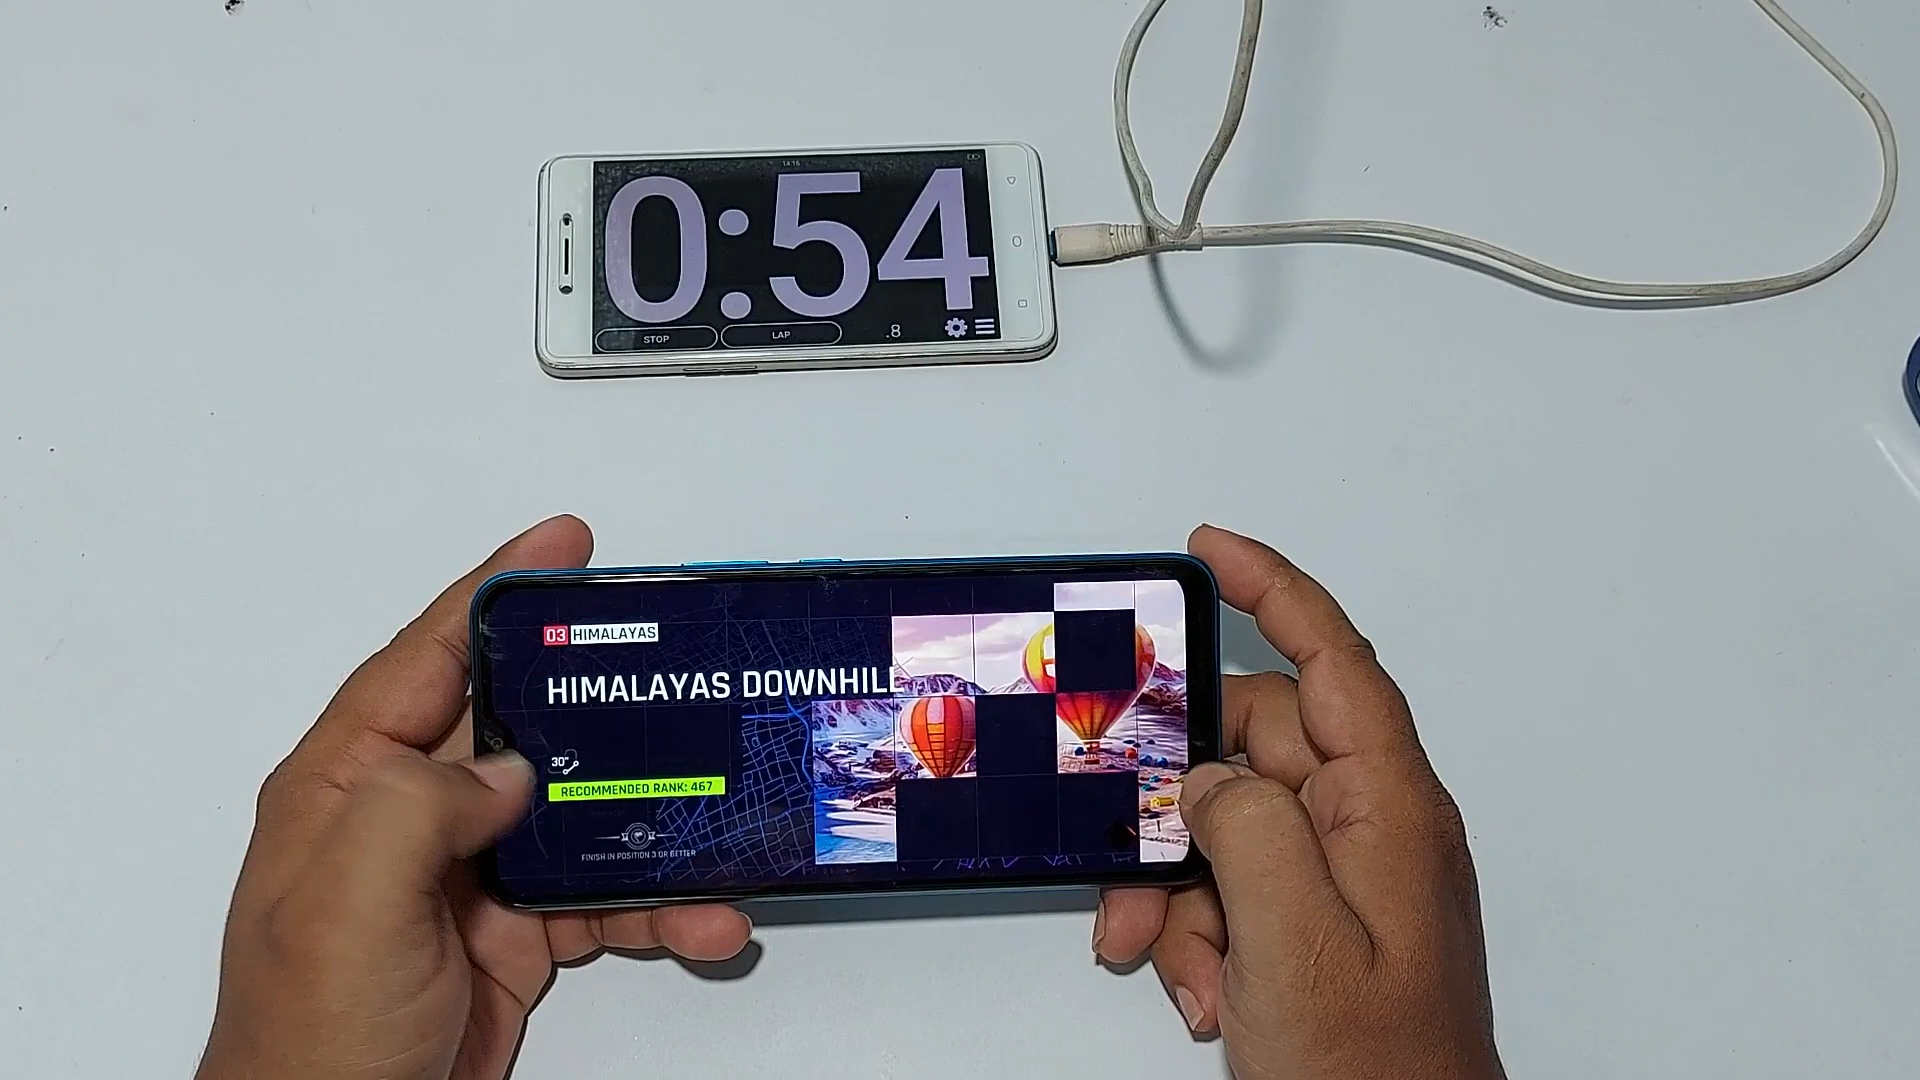 14:16
0:54
STOP
LAP
.8
03 HIMALAYAS
HIMALAYAS DOWNHILL
30"
RECOMMENDED RANK: 467
FINISH IN POSITION 3 OR BETTER